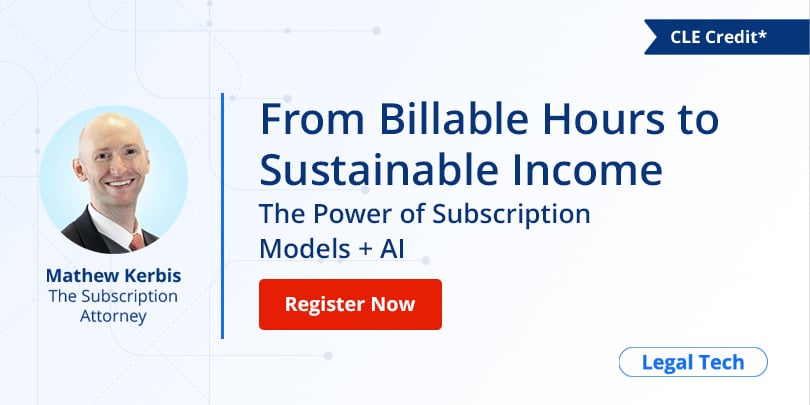 CLE Credit*
From Billable Hours to
Sustainable Income
The Power of Subscription
Models + AI
Mathew Kerbis
The Subscription
Attorney
Register Now
Legal Tech